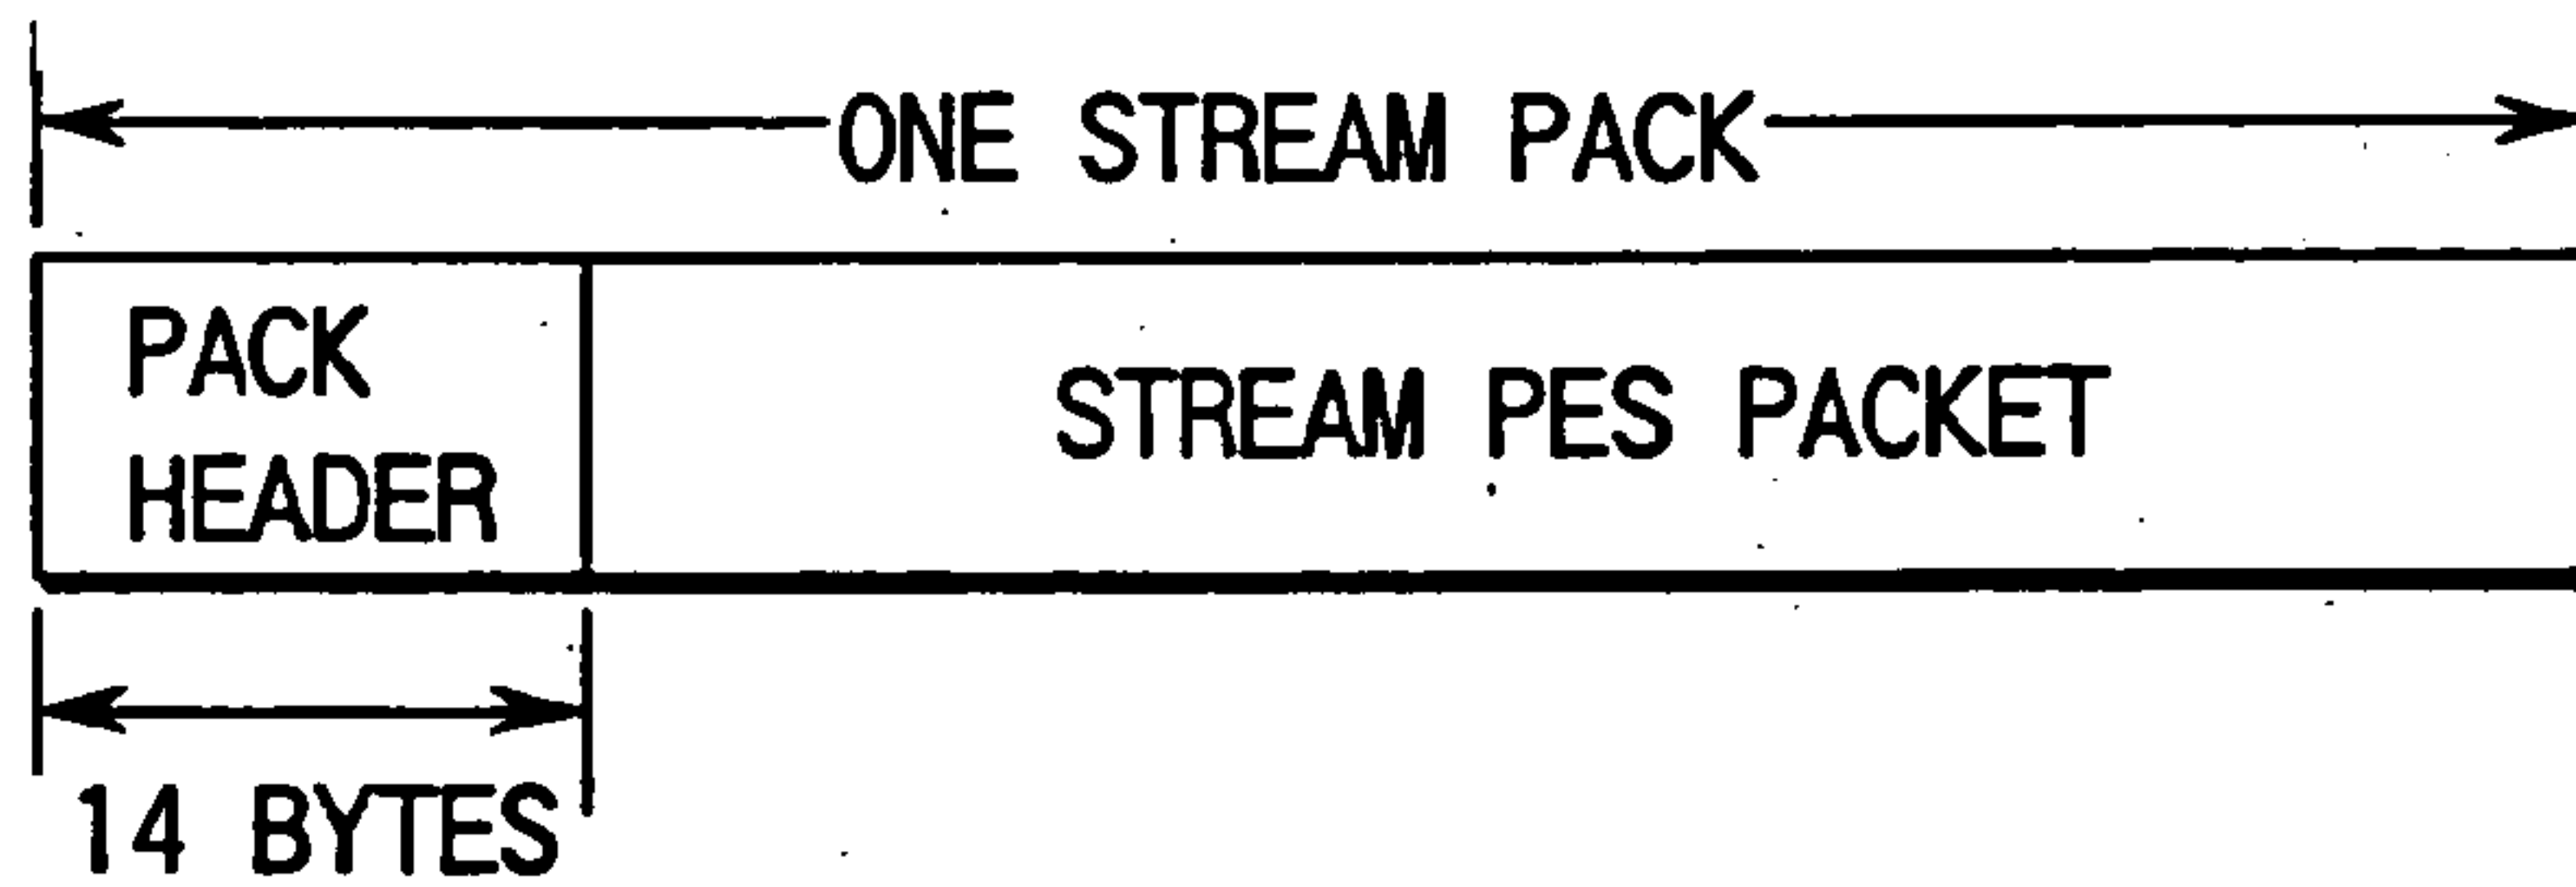 ONE STREAM PACK
PACK
HEADER
STREAM PES PACKET
14 BYTES